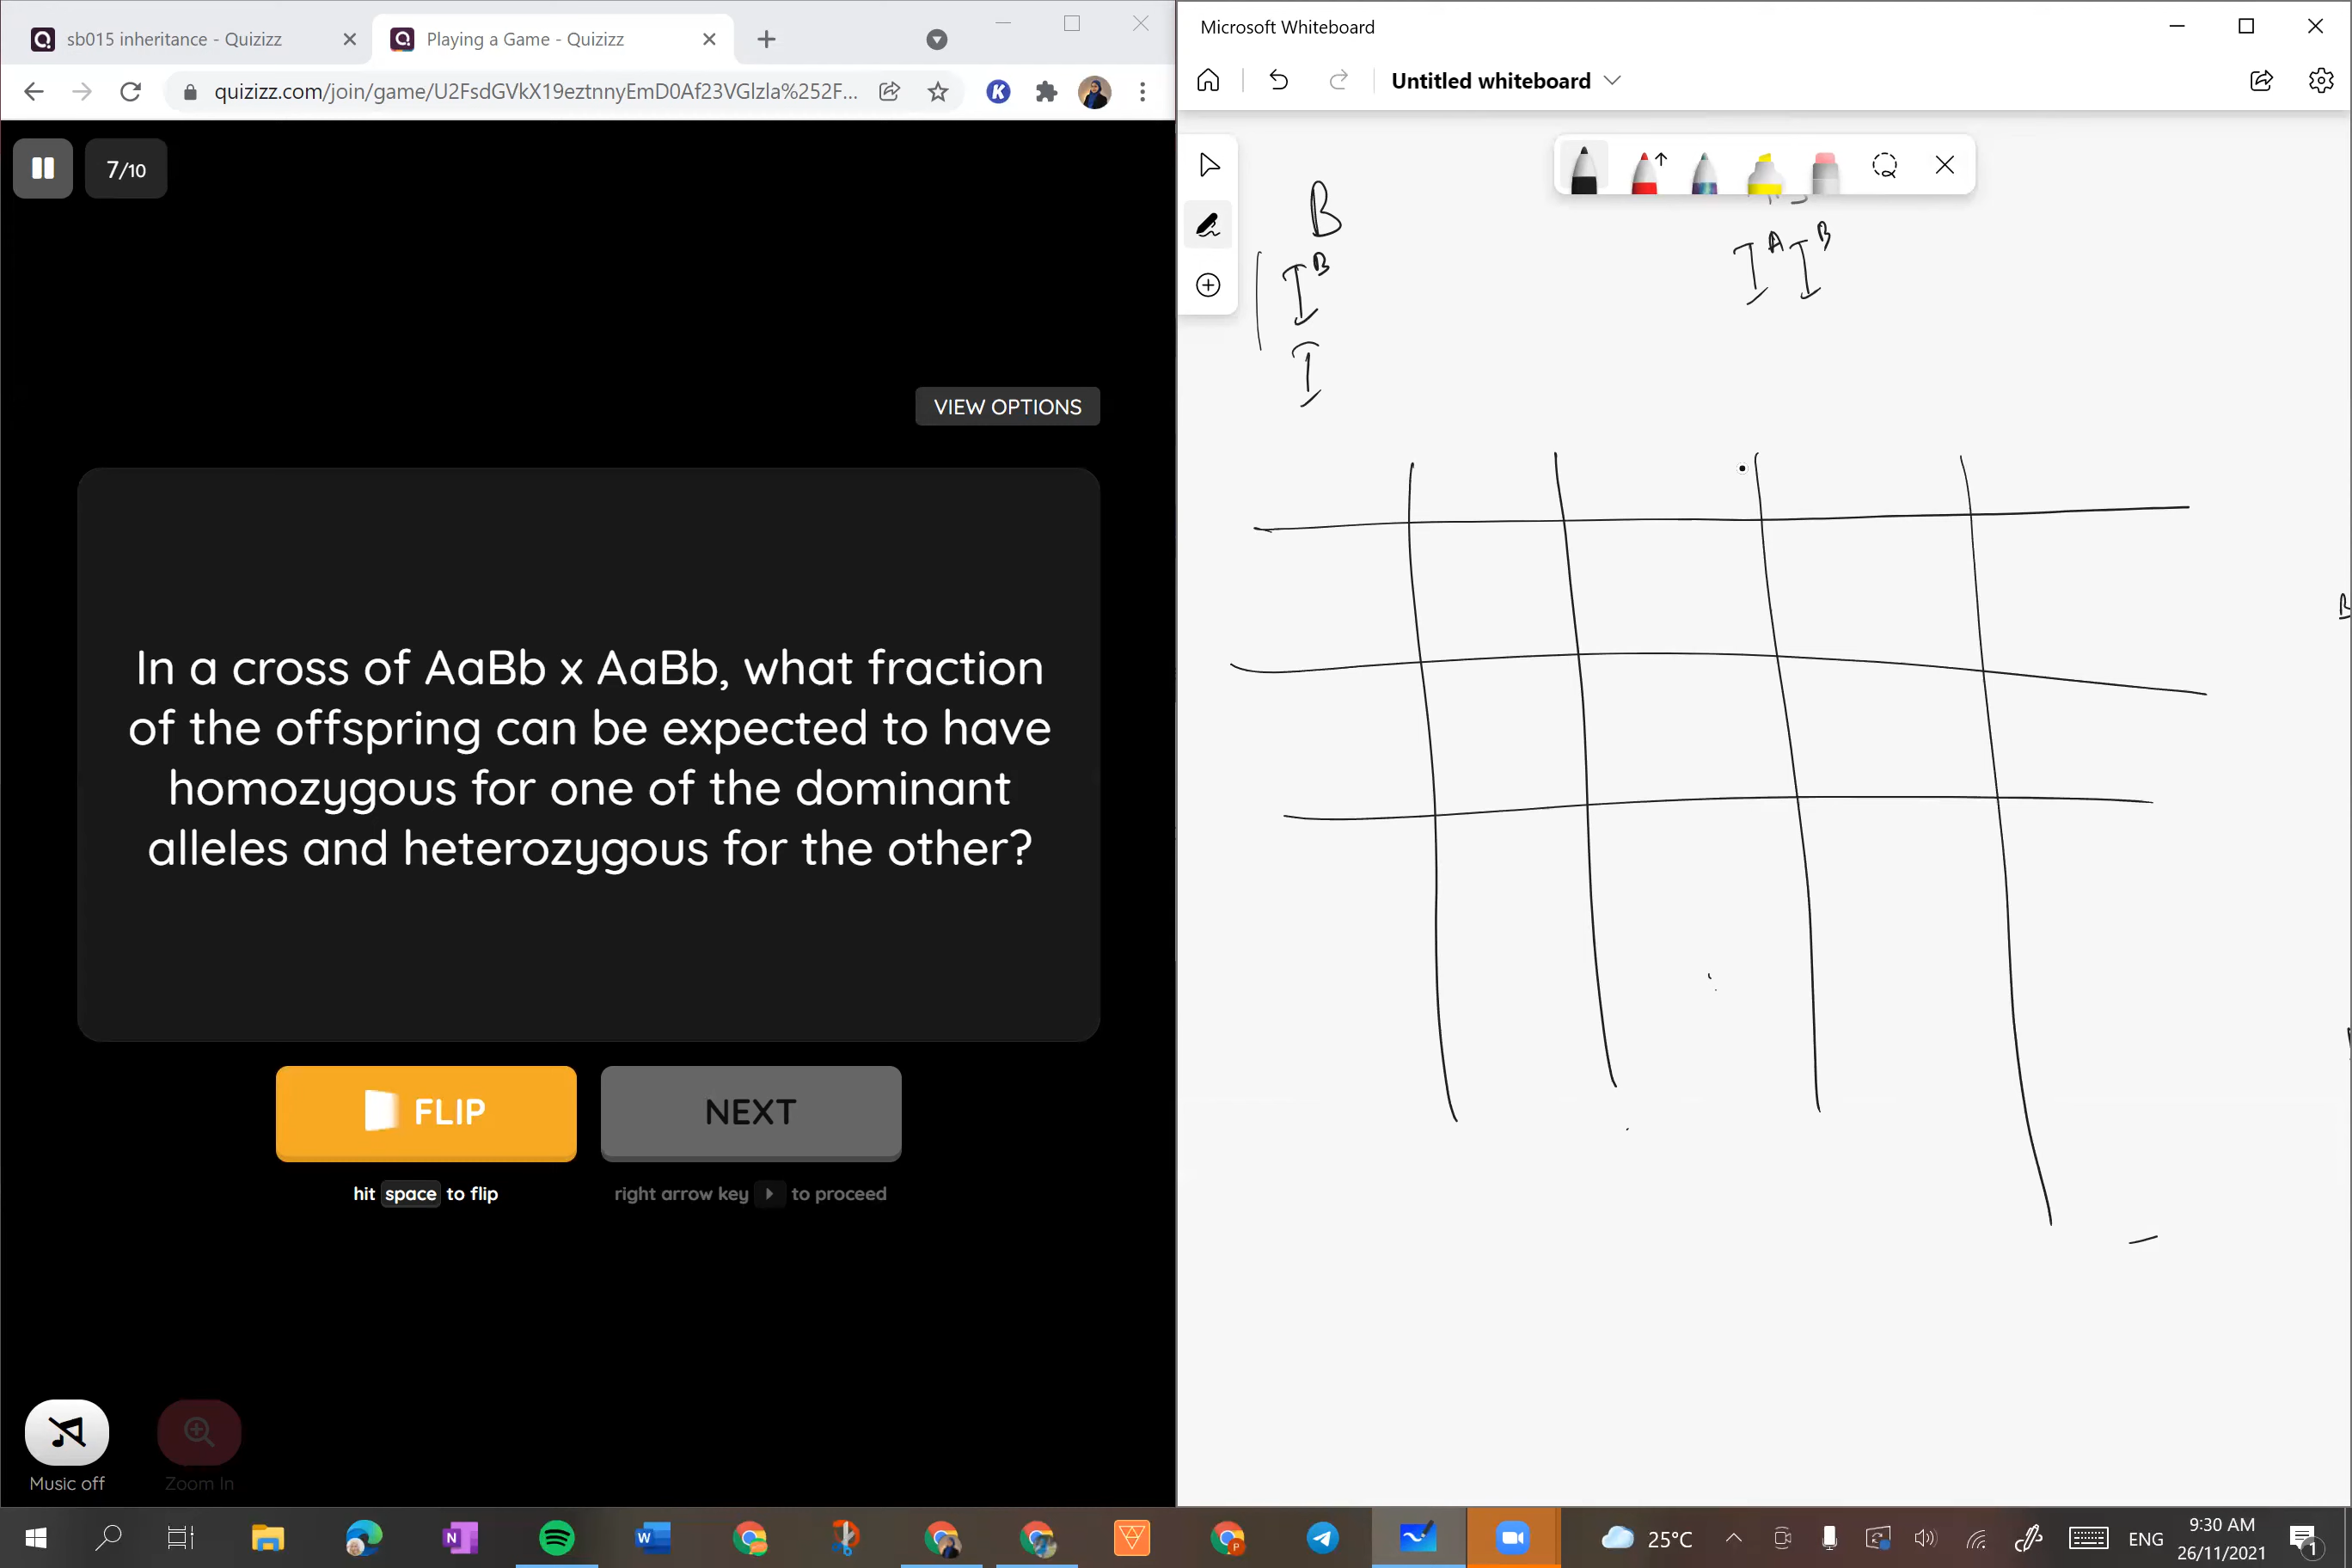 sb015 inheritance - Quizizz
Playing a Game - Quizizz
quizizz.com/join/game/U2FsdGVkX19eztnnyEmD0Af23VGlzla%252F...
7/10
VIEW OPTIONS
In a cross of AaBb x AaBb, what fraction
of the offspring can be expected to have
homozygous for one of the dominant
alleles and heterozygous for the other?
FLIP
NEXT
hit space to flip
right arrow key to proceed
Music off
Zoom In
Microsoft Whiteboard
Untitled whiteboard
B
I^B
I
I^A I^B
B
25°C
ENG
9:30 AM
26/11/2021
1